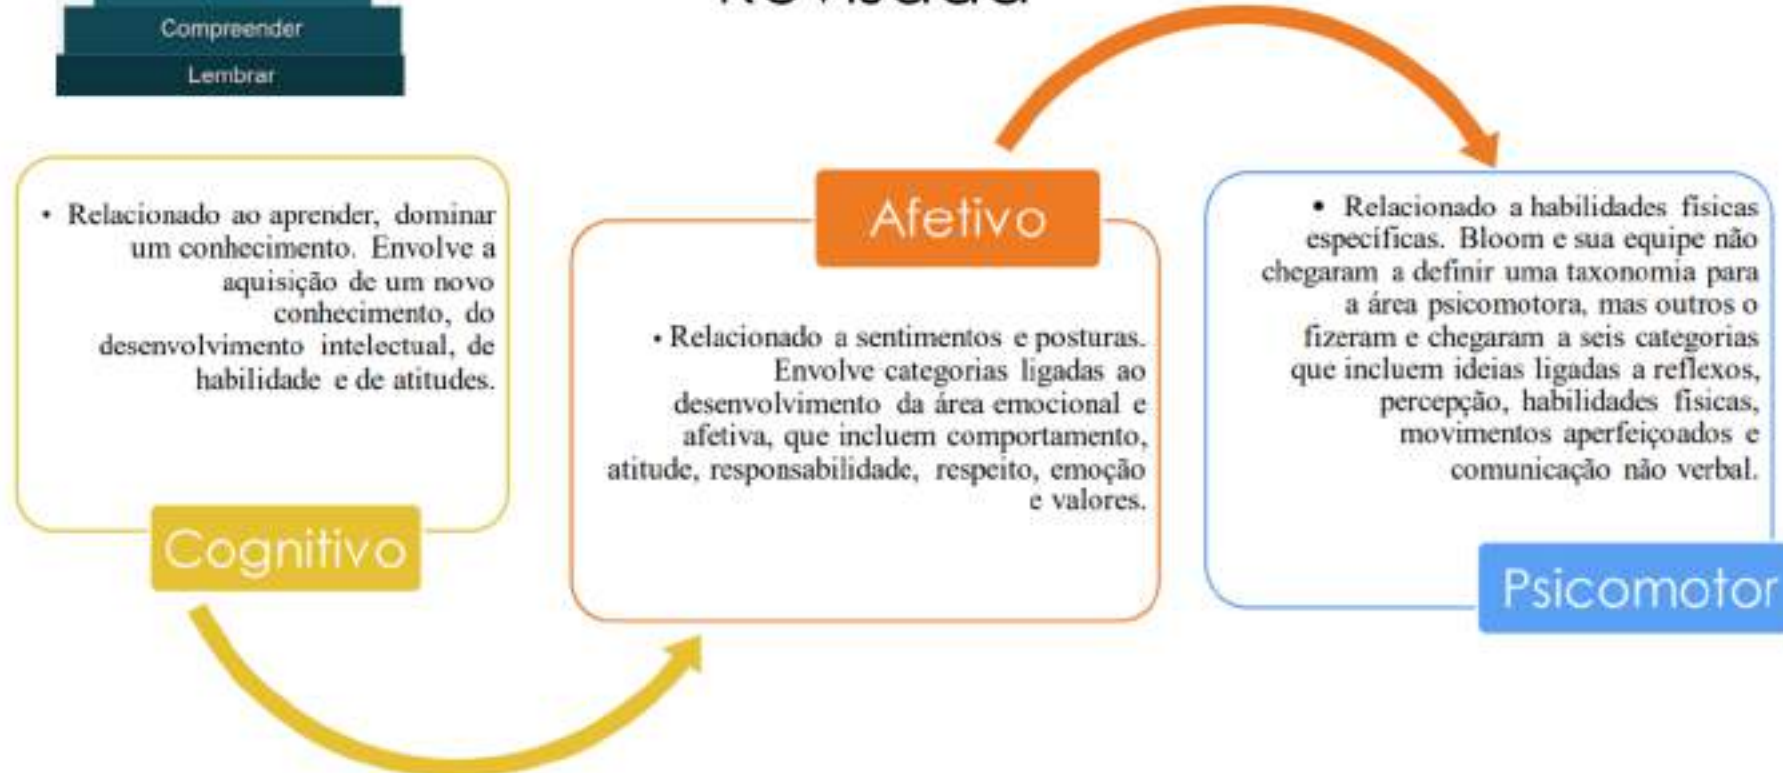 Revisada
Compreender
Lembrar
• Relacionado ao aprender, dominar
um conhecimento. Envolve a
aquisição de um novo
conhecimento, do
desenvolvimento intelectual, de
habilidade e de atitudes.
Cognitivo
Afetivo
• Relacionado a sentimentos e posturas.
Envolve categorias ligadas ao
desenvolvimento da área emocional e
afetiva, que incluem comportamento,
atitude, responsabilidade, respeito, emoção
e valores.
• Relacionado a habilidades físicas
específicas. Bloom e sua equipe não
chegaram a definir uma taxonomia para
a área psicomotora, mas outros o
fizeram e chegaram a seis categorias
que incluem ideias ligadas a reflexos,
percepção, habilidades físicas,
movimentos aperfeiçoados e
comunicação não verbal.
Psicomotor